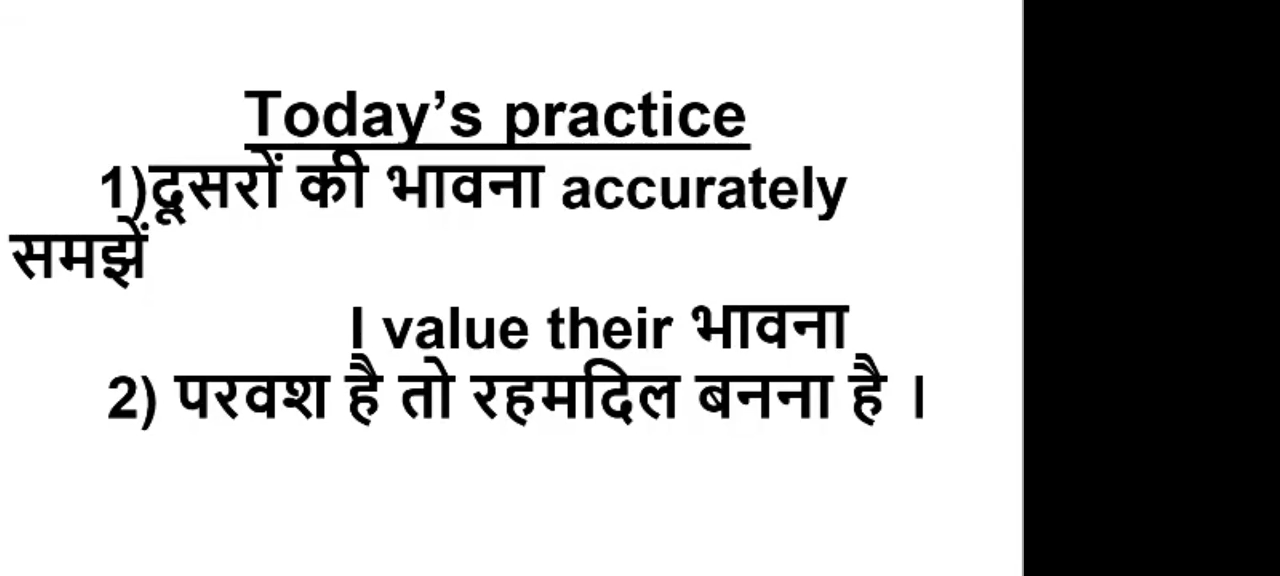 Today’s practice
1)दूसरों की भावना accurately
समझें
I value their भावना
2) परवश है तो रहमदिल बनना है ।